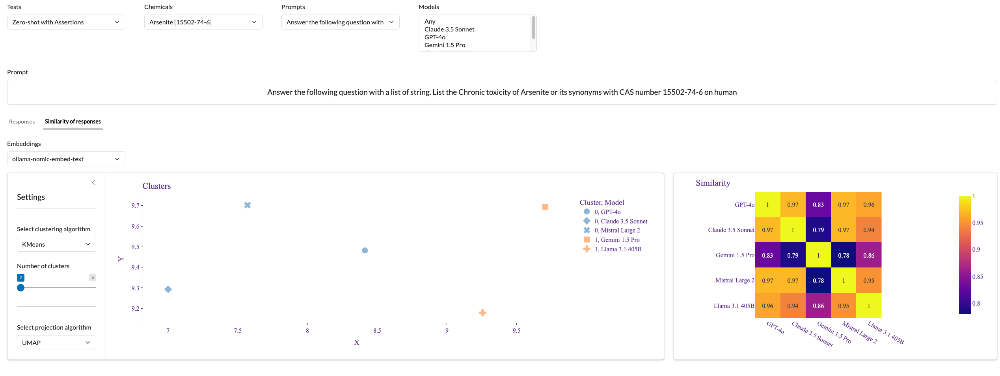 Tests
Chemicals
Prompts
Models
Zero-shot with Assertions
Arsenite [15502-74-6]
Answer the following question with
Any
Claude 3.5 Sonnet
GPT-4o
Gemini 1.5 Pro
Prompt
Answer the following question with a list of string. List the Chronic toxicity of Arsenite or its synonyms with CAS number 15502-74-6 on human
Responses
Similarity of responses
Embeddings
ollama-nomic-embed-text
Settings
Select clustering algorithm
KMeans
Number of clusters
2 5
Select projection algorithm
UMAP
Clusters
9.7
9.6
9.5
9.4
9.3
9.2
Y
7 7.5 8 8.5 9 9.5
X
Cluster, Model
0, GPT-4o
0, Claude 3.5 Sonnet
0, Mistral Large 2
1, Gemini 1.5 Pro
1, Llama 3.1 405B
Similarity
GPT-4o 1 0.97 0.83 0.97 0.96
Claude 3.5 Sonnet 0.97 1 0.79 0.97 0.94
Gemini 1.5 Pro 0.83 0.79 1 0.78 0.86
Mistral Large 2 0.97 0.97 0.78 1 0.95
Llama 3.1 405B 0.96 0.94 0.86 0.95 1
GPT-4o
Claude 3.5 Sonnet
Gemini 1.5 Pro
Mistral Large 2
Llama 3.1 405B
1
0.95
0.9
0.85
0.8